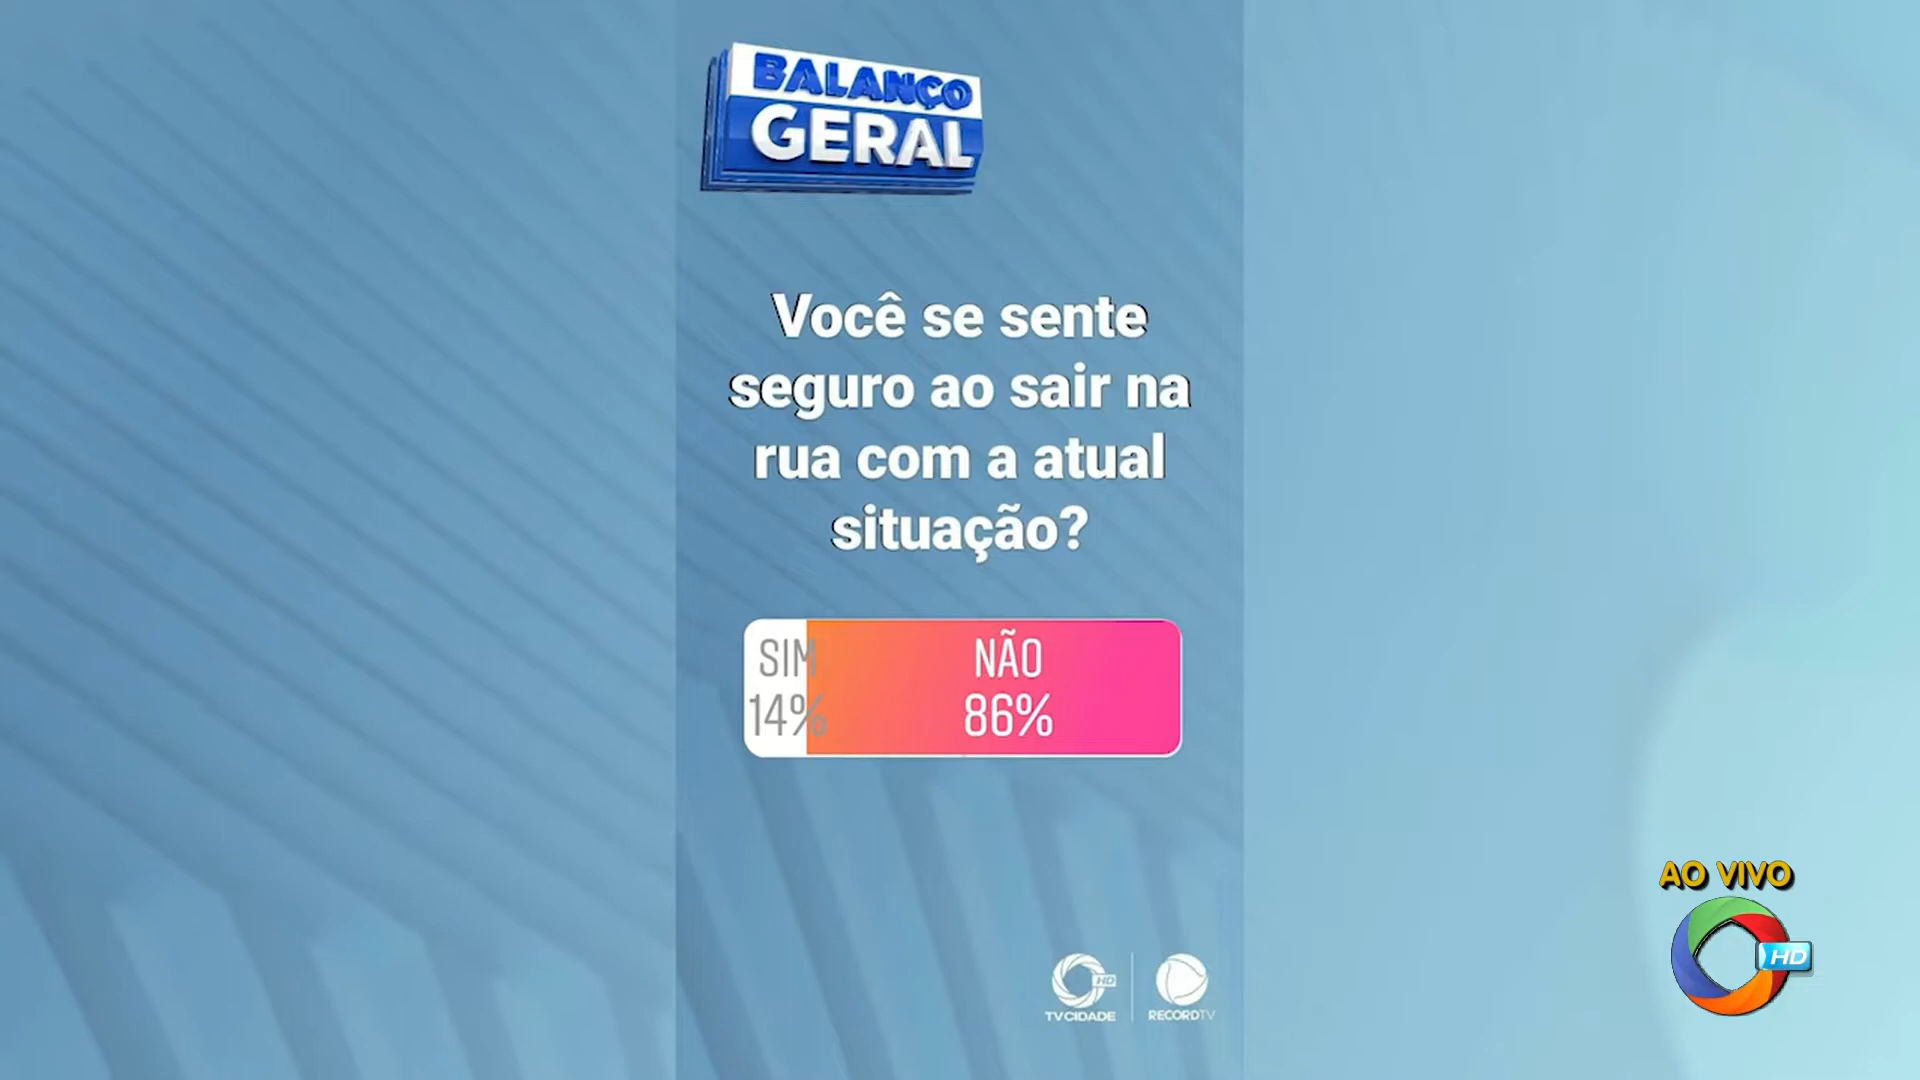 BALANÇO
GERAL
Você se sente
seguro ao sair na
rua com a atual
situação?
SIM
14%
NÃO
86%
AO VIVO
HD
HD
TV CIDADE
RECORDTV